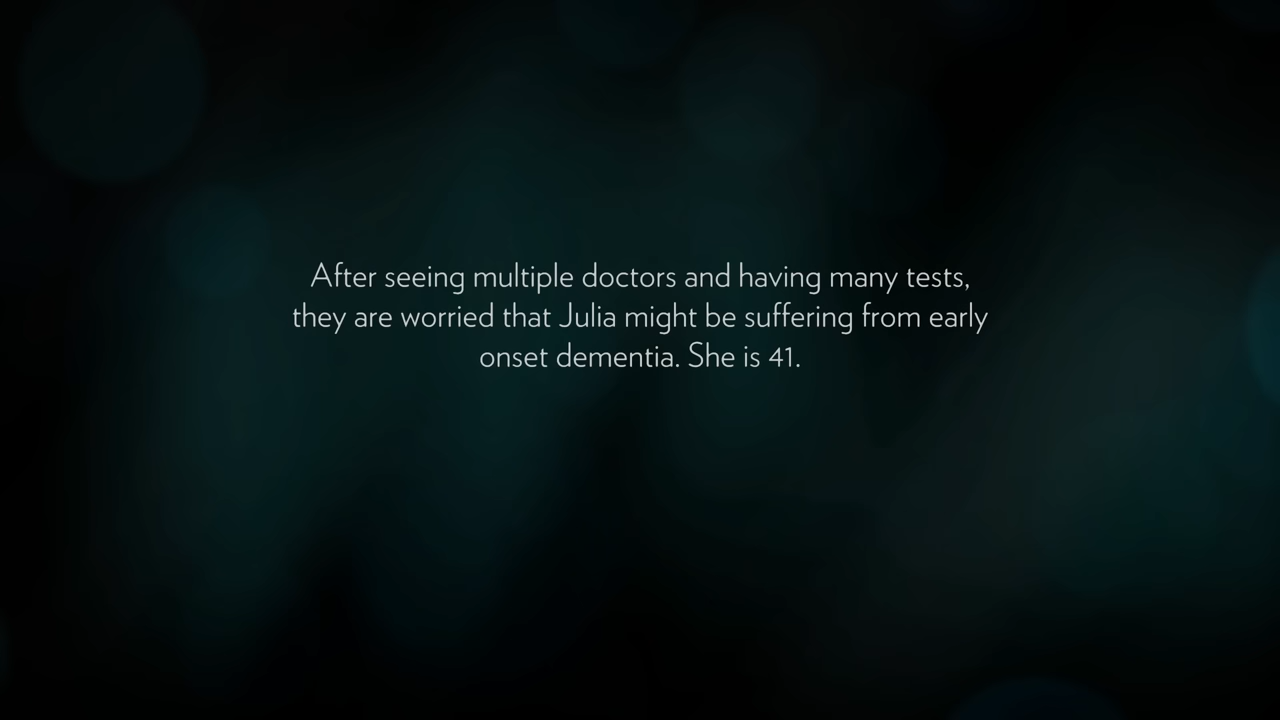 After seeing multiple doctors and having many tests,
they are worried that Julia might be suffering from early
onset dementia. She is 41.